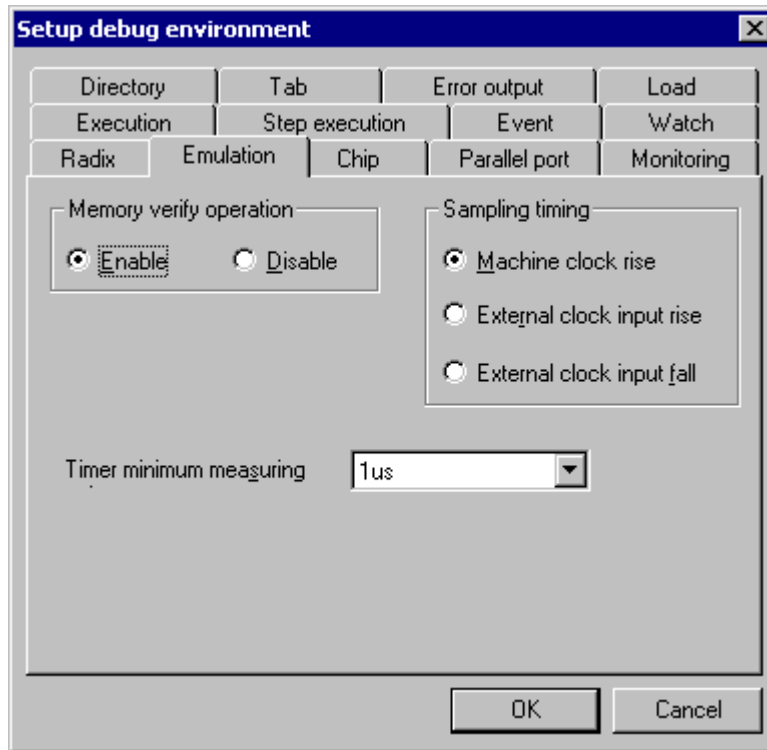 Setup debug environment
Directory Tab Error output Load
Execution Step execution Event Watch
Radix Emulation Chip Parallel port Monitoring
Memory verify operation Sampling timing
Enable Disable Machine clock rise
External clock input rise
External clock input fall
Timer minimum measuring 1us
OK Cancel